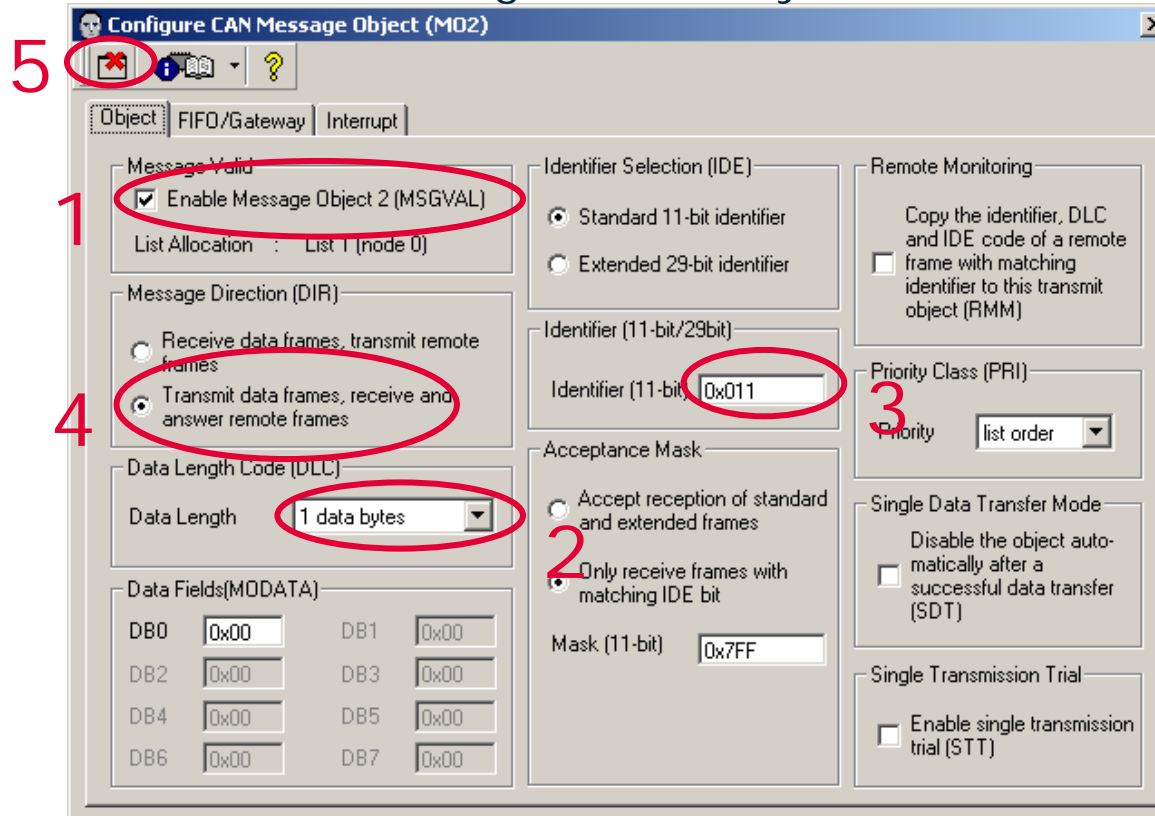 Configure CAN Message Object (MO2)
5
Object
FIFO/Gateway
Interrupt
Message Valid
1
Enable Message Object 2 (MSGVAL)
List Allocation : List 1 (node 0)
Message Direction (DIR)
Receive data frames, transmit remote
frames
4
Transmit data frames, receive and
answer remote frames
Data Length Code (DLC)
Data Length
1 data bytes
2
Data Fields(MODATA)
DB0 0x00 DB1 0x00
DB2 0x00 DB3 0x00
DB4 0x00 DB5 0x00
DB6 0x00 DB7 0x00
Identifier Selection (IDE)
Standard 11-bit identifier
Extended 29-bit identifier
Identifier (11-bit/29bit)
Identifier (11-bit) 0x011
3
Acceptance Mask
Accept reception of standard
and extended frames
Only receive frames with
matching IDE bit
Mask (11-bit) 0x7FF
Remote Monitoring
Copy the identifier, DLC
and IDE code of a remote
frame with matching
identifier to this transmit
object (RMM)
Priority Class (PRI)
Priority list order
Single Data Transfer Mode
Disable the object auto-
matically after a
successful data transfer
(SDT)
Single Transmission Trial
Enable single transmission
trial (STT)